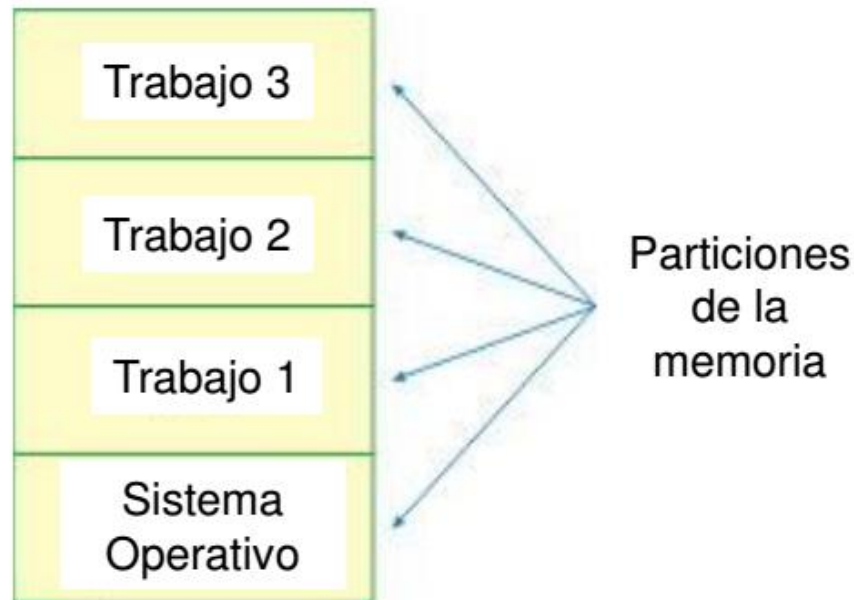 Trabajo 3
Trabajo 2
Trabajo 1
Sistema
Operativo
Particiones
de la
memoria